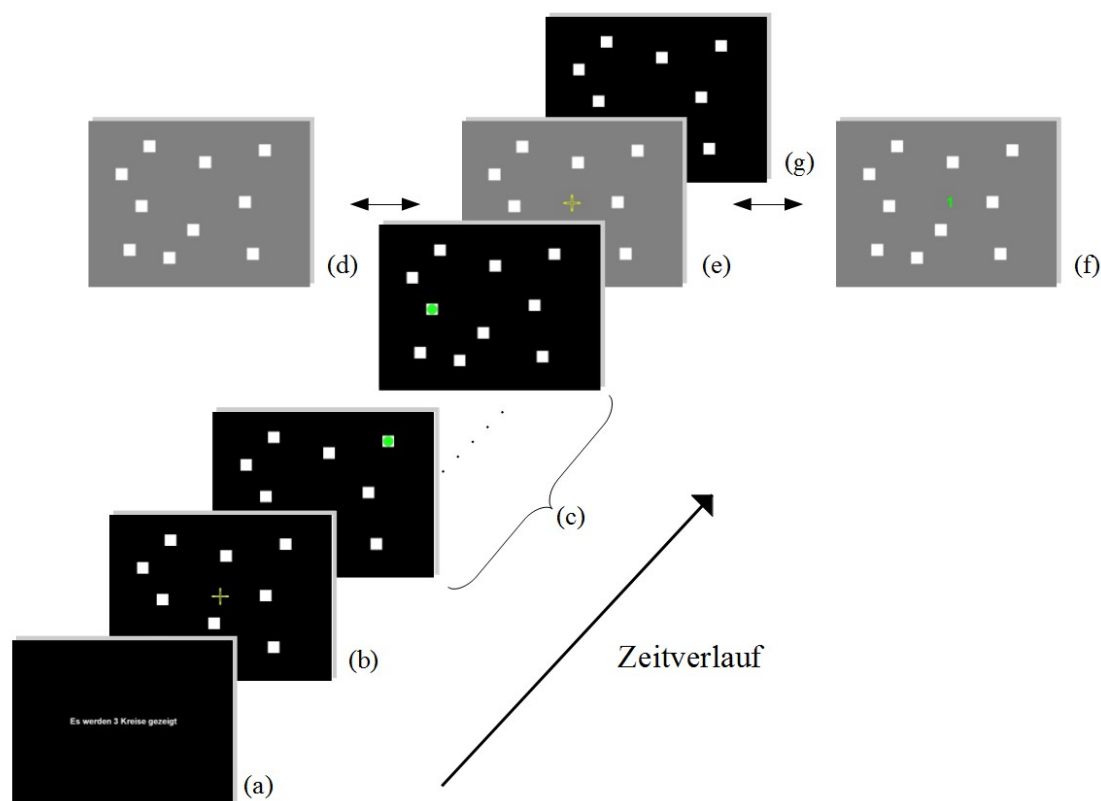 (g)
(d)
(e)
(f)
1
(c)
(b)
Zeitverlauf
Es werden 3 Kreise gezeigt
(a)